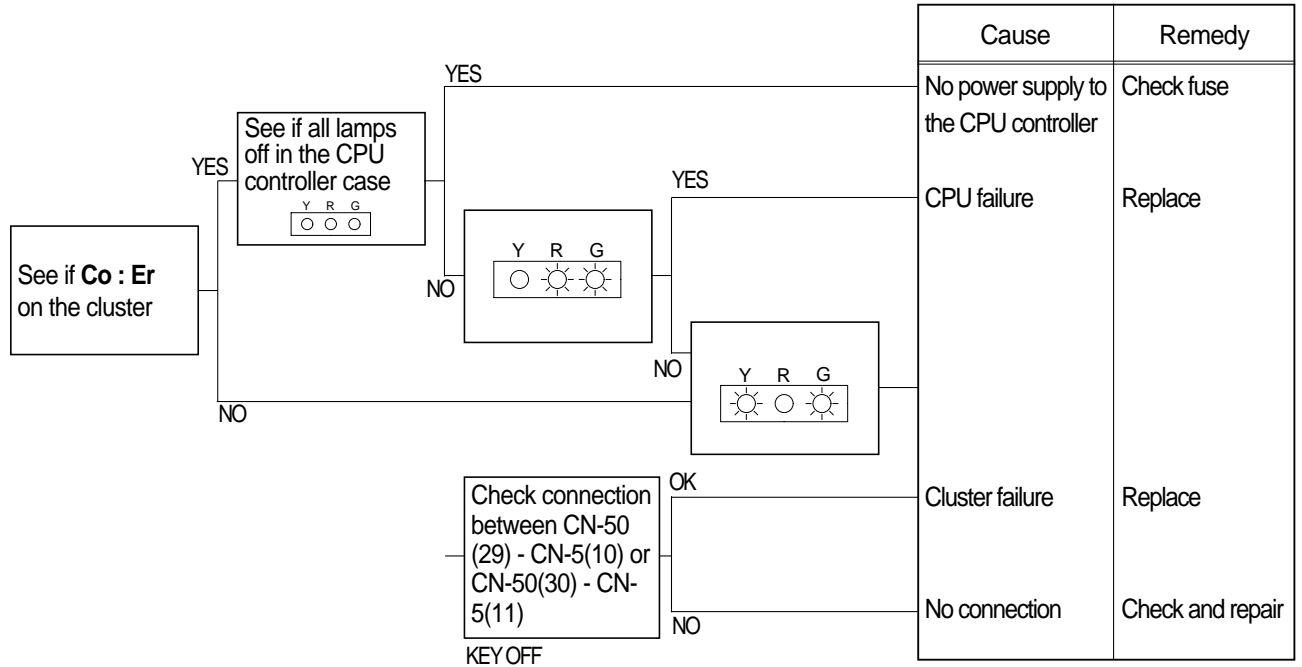 Cause
Remedy
YES
No power supply to
the CPU controller
Check fuse
See if all lamps
off in the CPU
controller case
Y R G
YES
YES
CPU failure
Replace
See if Co : Er
on the cluster
Y R G
NO
NO
Y R G
NO
Check connection
between CN-50
(29) - CN-5(10) or
CN-50(30) - CN-
5(11)
OK
Cluster failure
Replace
No connection
Check and repair
NO
KEY OFF